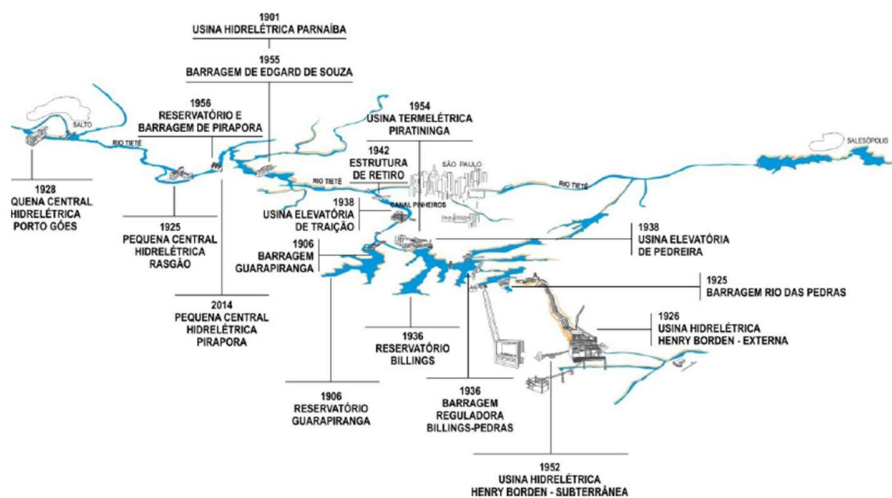 1901
USINA HIDRELÉTRICA PARNAÍBA
1955
BARRAGEM DE EDGARD DE SOUZA
1956
RESERVATÓRIO E
BARRAGEM DE PIRAPORA
1954
USINA TERMELÉTRICA
PIRATININGA
1942
ESTRUTURA
DE RETIRO
SALTO
RIO TIETÊ
SÃO PAULO
SALESÓPOLIS
RIO TIETÊ
RIO TIETÊ
CANAL PINHEIROS
1928
QUENA CENTRAL
HIDRELÉTRICA
PORTO GÓES
1925
PEQUENA CENTRAL
HIDRELÉTRICA
RASGÃO
2014
PEQUENA CENTRAL
HIDRELÉTRICA
PIRAPORA
1938
USINA ELEVATÓRIA
DE TRAIÇÃO
1906
BARRAGEM
GUARAPIRANGA
1938
USINA ELEVATÓRIA
DE PEDREIRA
1925
BARRAGEM RIO DAS PEDRAS
1926
USINA HIDRELÉTRICA
HENRY BORDEN - EXTERNA
1936
RESERVATÓRIO
BILLINGS
1906
RESERVATÓRIO
GUARAPIRANGA
1936
BARRAGEM
REGULADORA
BILLINGS-PEDRAS
1952
USINA HIDRELÉTRICA
HENRY BORDEN - SUBTERRÂNEA